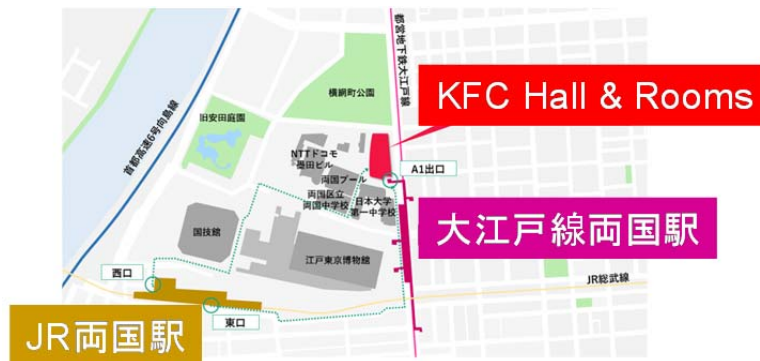 都営地下鉄大江戸線
KFC Hall & Rooms
横網町公園
首都高速6号向島線
旧安田庭園
NTTドコモ
墨田ビル
両国プール
A1出口
両国区立
両国中学校
日本大学
第一中学校
国技館
大江戸線両国駅
江戸東京博物館
西口
JR総武線
東口
JR両国駅